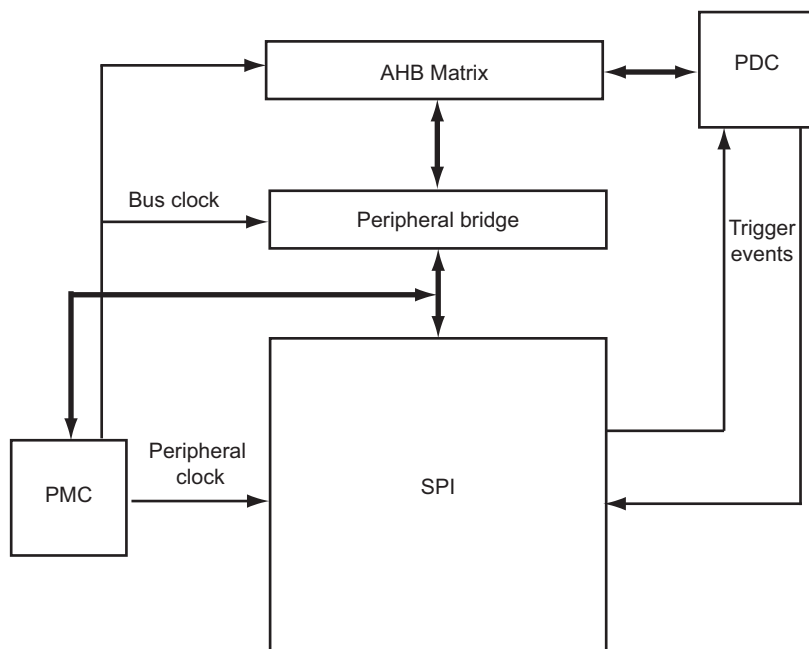 AHB Matrix
PDC
Bus clock
Peripheral bridge
Trigger
events
Peripheral
clock
PMC
SPI